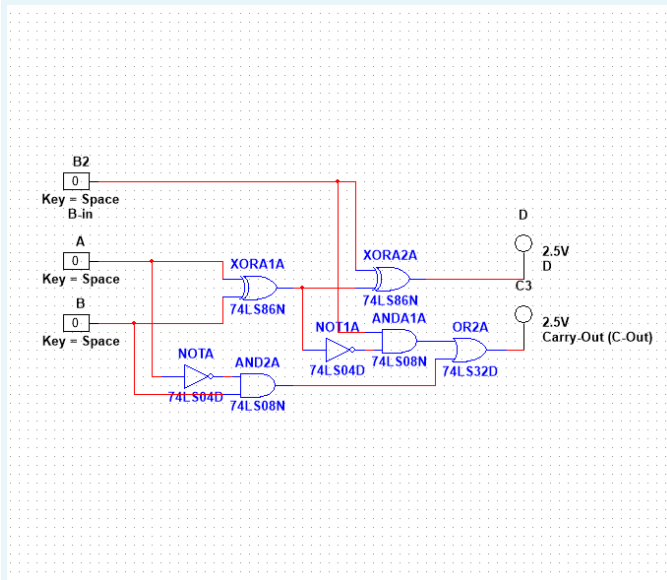 B2
0
Key = Space
B-in
A
0
Key = Space
B
0
Key = Space
XORA1A
74LS86N
XORA2A
74LS86N
D
2.5V
D
C3
2.5V
Carry-Out (C-Out)
NOT1A
74LS04D
ANDA1A
74LS08N
OR2A
74LS32D
NOTA
74LS04D
AND2A
74LS08N